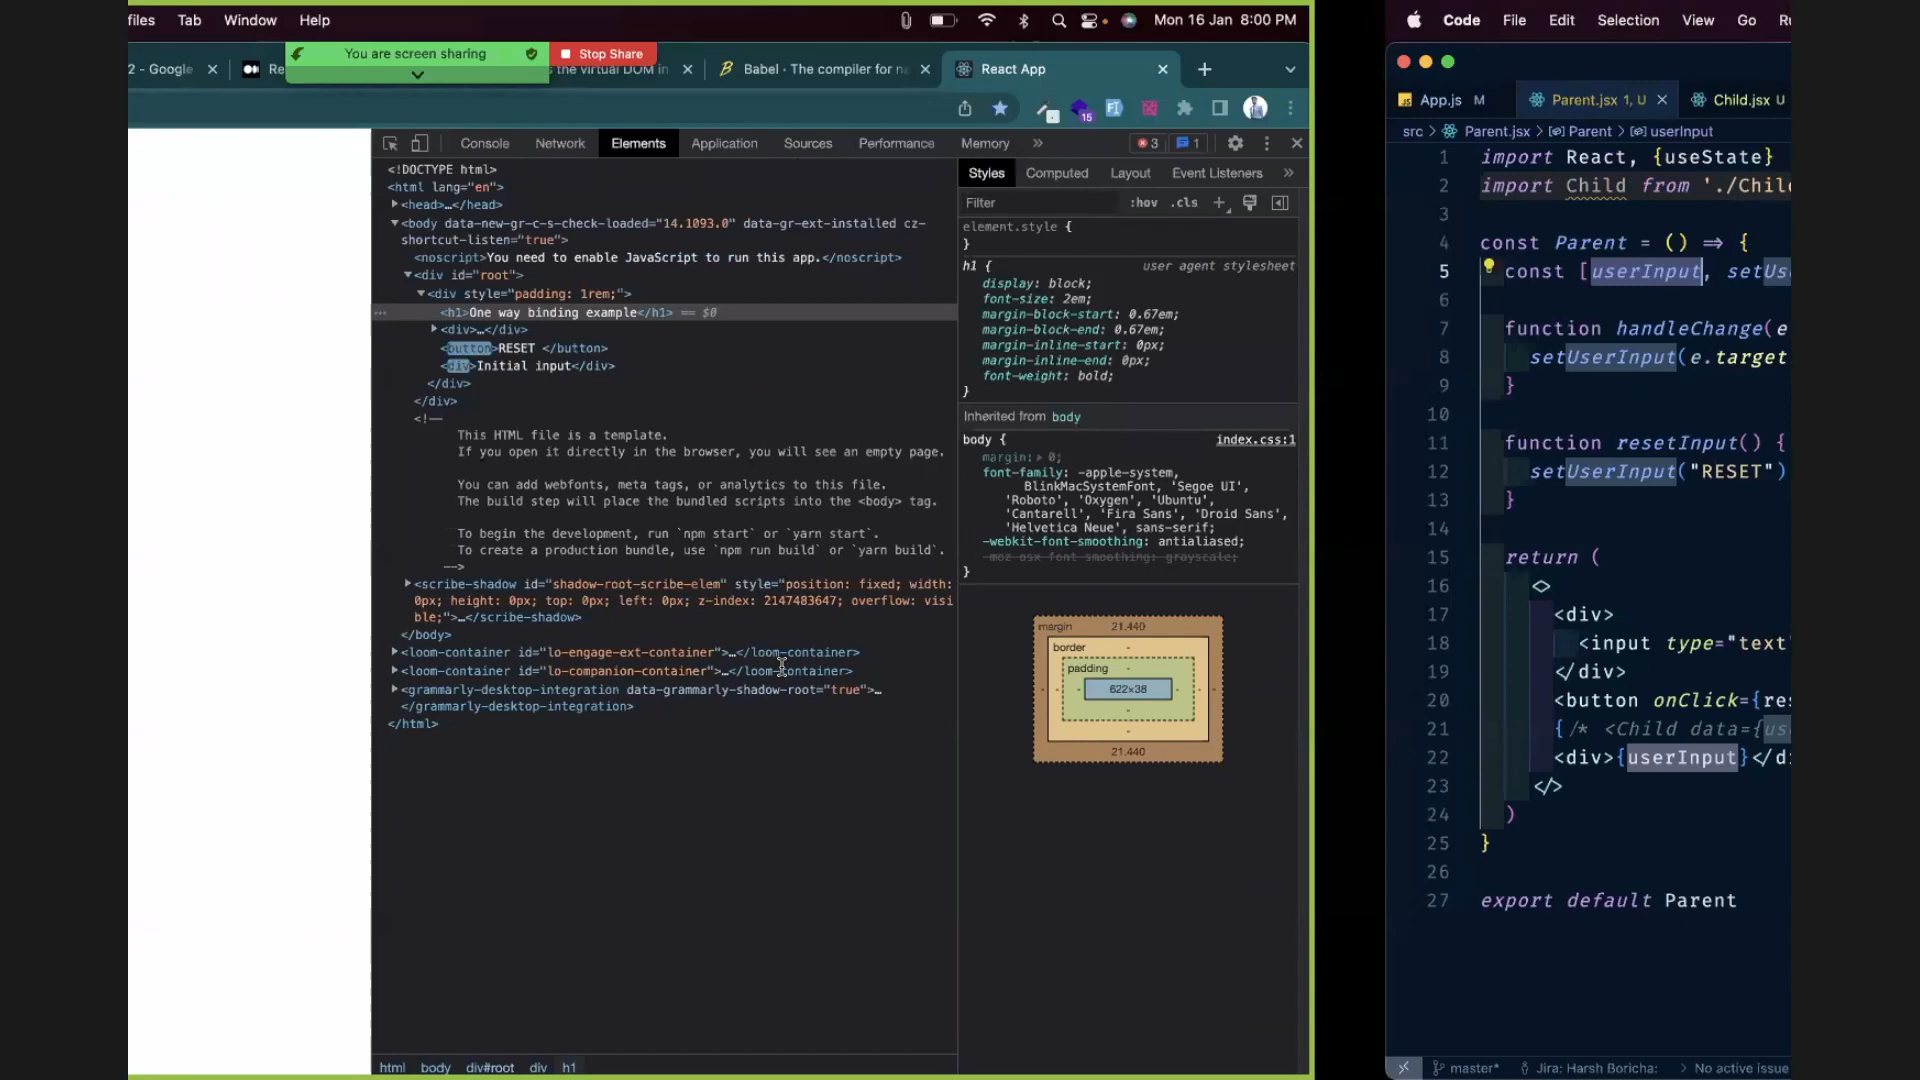 files Tab Window Help Mon 16 Jan 8:00 PM
You are screen sharing Stop Share
2 - Google Re s the virtual DOM in Babel · The compiler for React App
15
Console Network Elements Application Sources Performance Memory 3 1
<!DOCTYPE html>
<html lang="en">
<head>…</head>
<body data-new-gr-c-s-check-loaded="14.1093.0" data-gr-ext-installed cz-
shortcut-listen="true">
<noscript>You need to enable JavaScript to run this app.</noscript>
<div id="root">
<div style="padding: 1rem;">
<h1>One way binding example</h1> == $0
<div>…</div>
<button>RESET </button>
<div>Initial input</div>
</div>
</div>
<!--
This HTML file is a template.
If you open it directly in the browser, you will see an empty page.
You can add webfonts, meta tags, or analytics to this file.
The build step will place the bundled scripts into the <body> tag.
To begin the development, run `npm start` or `yarn start`.
To create a production bundle, use `npm run build` or `yarn build`.
-->
<scribe-shadow id="shadow-root-scribe-elem" style="position: fixed; width:
0px; height: 0px; top: 0px; left: 0px; z-index: 2147483647; overflow: visi
ble;">…</scribe-shadow>
</body>
<loom-container id="lo-engage-ext-container">…</loom-container>
<loom-container id="lo-companion-container">…</loom-container>
<grammarly-desktop-integration data-grammarly-shadow-root="true">…
</grammarly-desktop-integration>
</html>
html body div#root div h1
Styles Computed Layout Event Listeners
Filter :hov .cls
element.style {
}
h1 { user agent stylesheet
display: block;
font-size: 2em;
margin-block-start: 0.67em;
margin-block-end: 0.67em;
margin-inline-start: 0px;
margin-inline-end: 0px;
font-weight: bold;
}
Inherited from body
body { index.css:1
margin: 0;
font-family: -apple-system,
BlinkMacSystemFont, 'Segoe UI',
'Roboto', 'Oxygen', 'Ubuntu',
'Cantarell', 'Fira Sans', 'Droid Sans',
'Helvetica Neue', sans-serif;
-webkit-font-smoothing: antialiased;
-moz-osx-font-smoothing: grayscale;
}
margin 21.440
border -
padding -
- - - 622×38 - - -
-
-
21.440
Code File Edit Selection View Go Ru
App.js M Parent.jsx 1, U Child.jsx U
src > Parent.jsx > Parent > userInput
1 import React, {useState}
2 import Child from './Chil
3
4 const Parent = () => {
5 const [userInput, setUs
6
7 function handleChange(e
8 setUserInput(e.target
9 }
10
11 function resetInput() {
12 setUserInput("RESET")
13 }
14
15 return (
16 <>
17 <div>
18 <input type="text"
19 </div>
20 <button onClick={res
21 {/* <Child data={us
22 <div>{userInput}</di
23 </>
24 )
25 }
26
27 export default Parent
master* Jira: Harsh Boricha: > No active issue